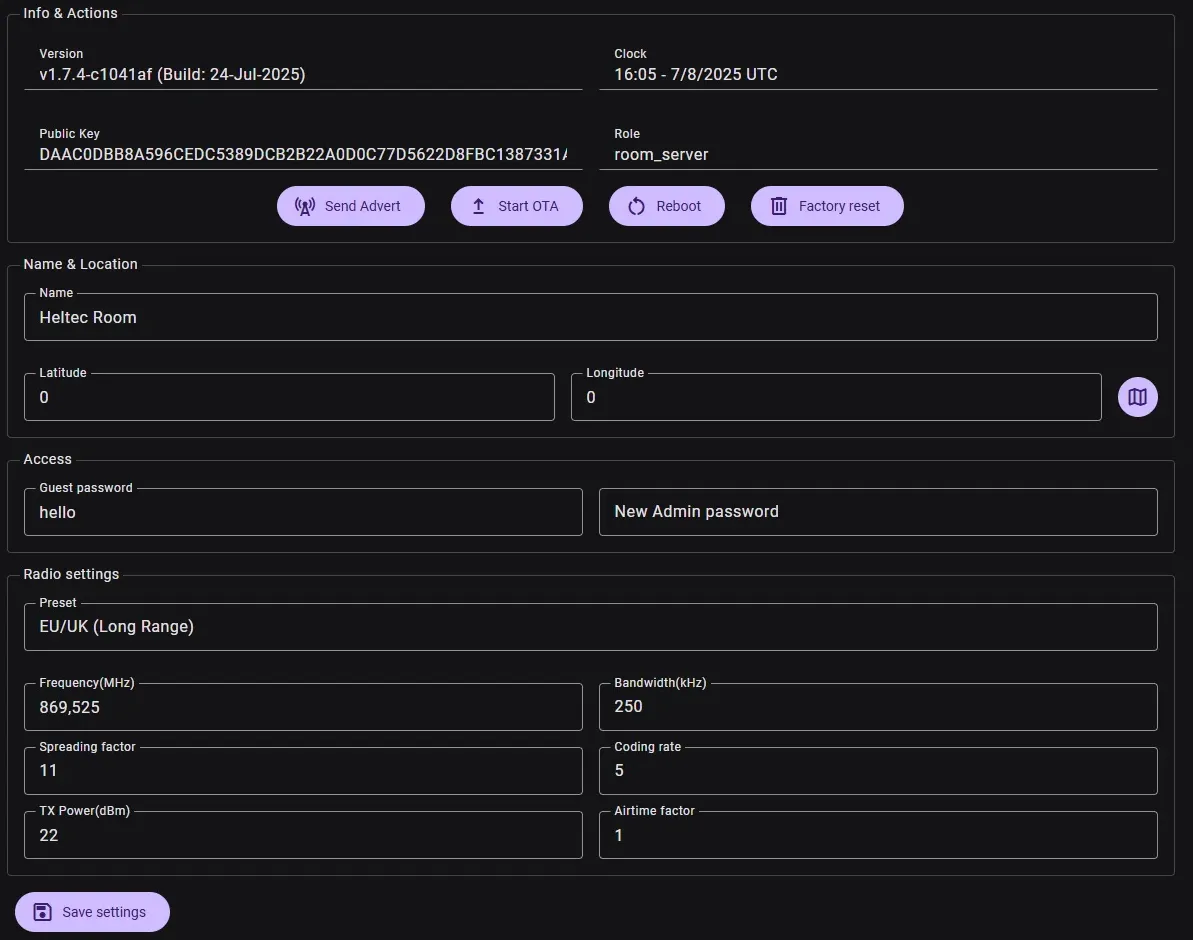 Info & Actions
Version
v1.7.4-c1041af (Build: 24-Jul-2025)
Clock
16:05 - 7/8/2025 UTC
Public Key
DAAC0DBB8A596CEDC5389DCB2B22A0D0C77D5622D8FBC1387331A
Role
room_server
Send Advert
Start OTA
Reboot
Factory reset
Name & Location
Name
Heltec Room
Latitude
0
Longitude
0
Access
Guest password
hello
New Admin password
Radio settings
Preset
EU/UK (Long Range)
Frequency(MHz)
869,525
Bandwidth(kHz)
250
Spreading factor
11
Coding rate
5
TX Power(dBm)
22
Airtime factor
1
Save settings